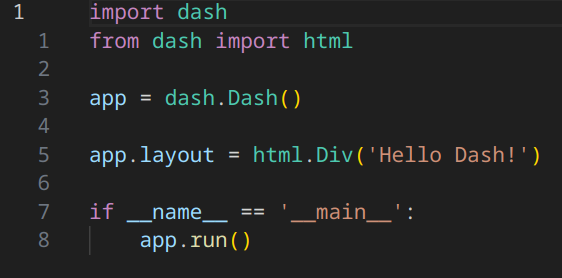 1 import dash
1 from dash import html
2
3 app = dash.Dash()
4
5 app.layout = html.Div('Hello Dash!')
6
7 if __name__ == '__main__':
8     app.run()